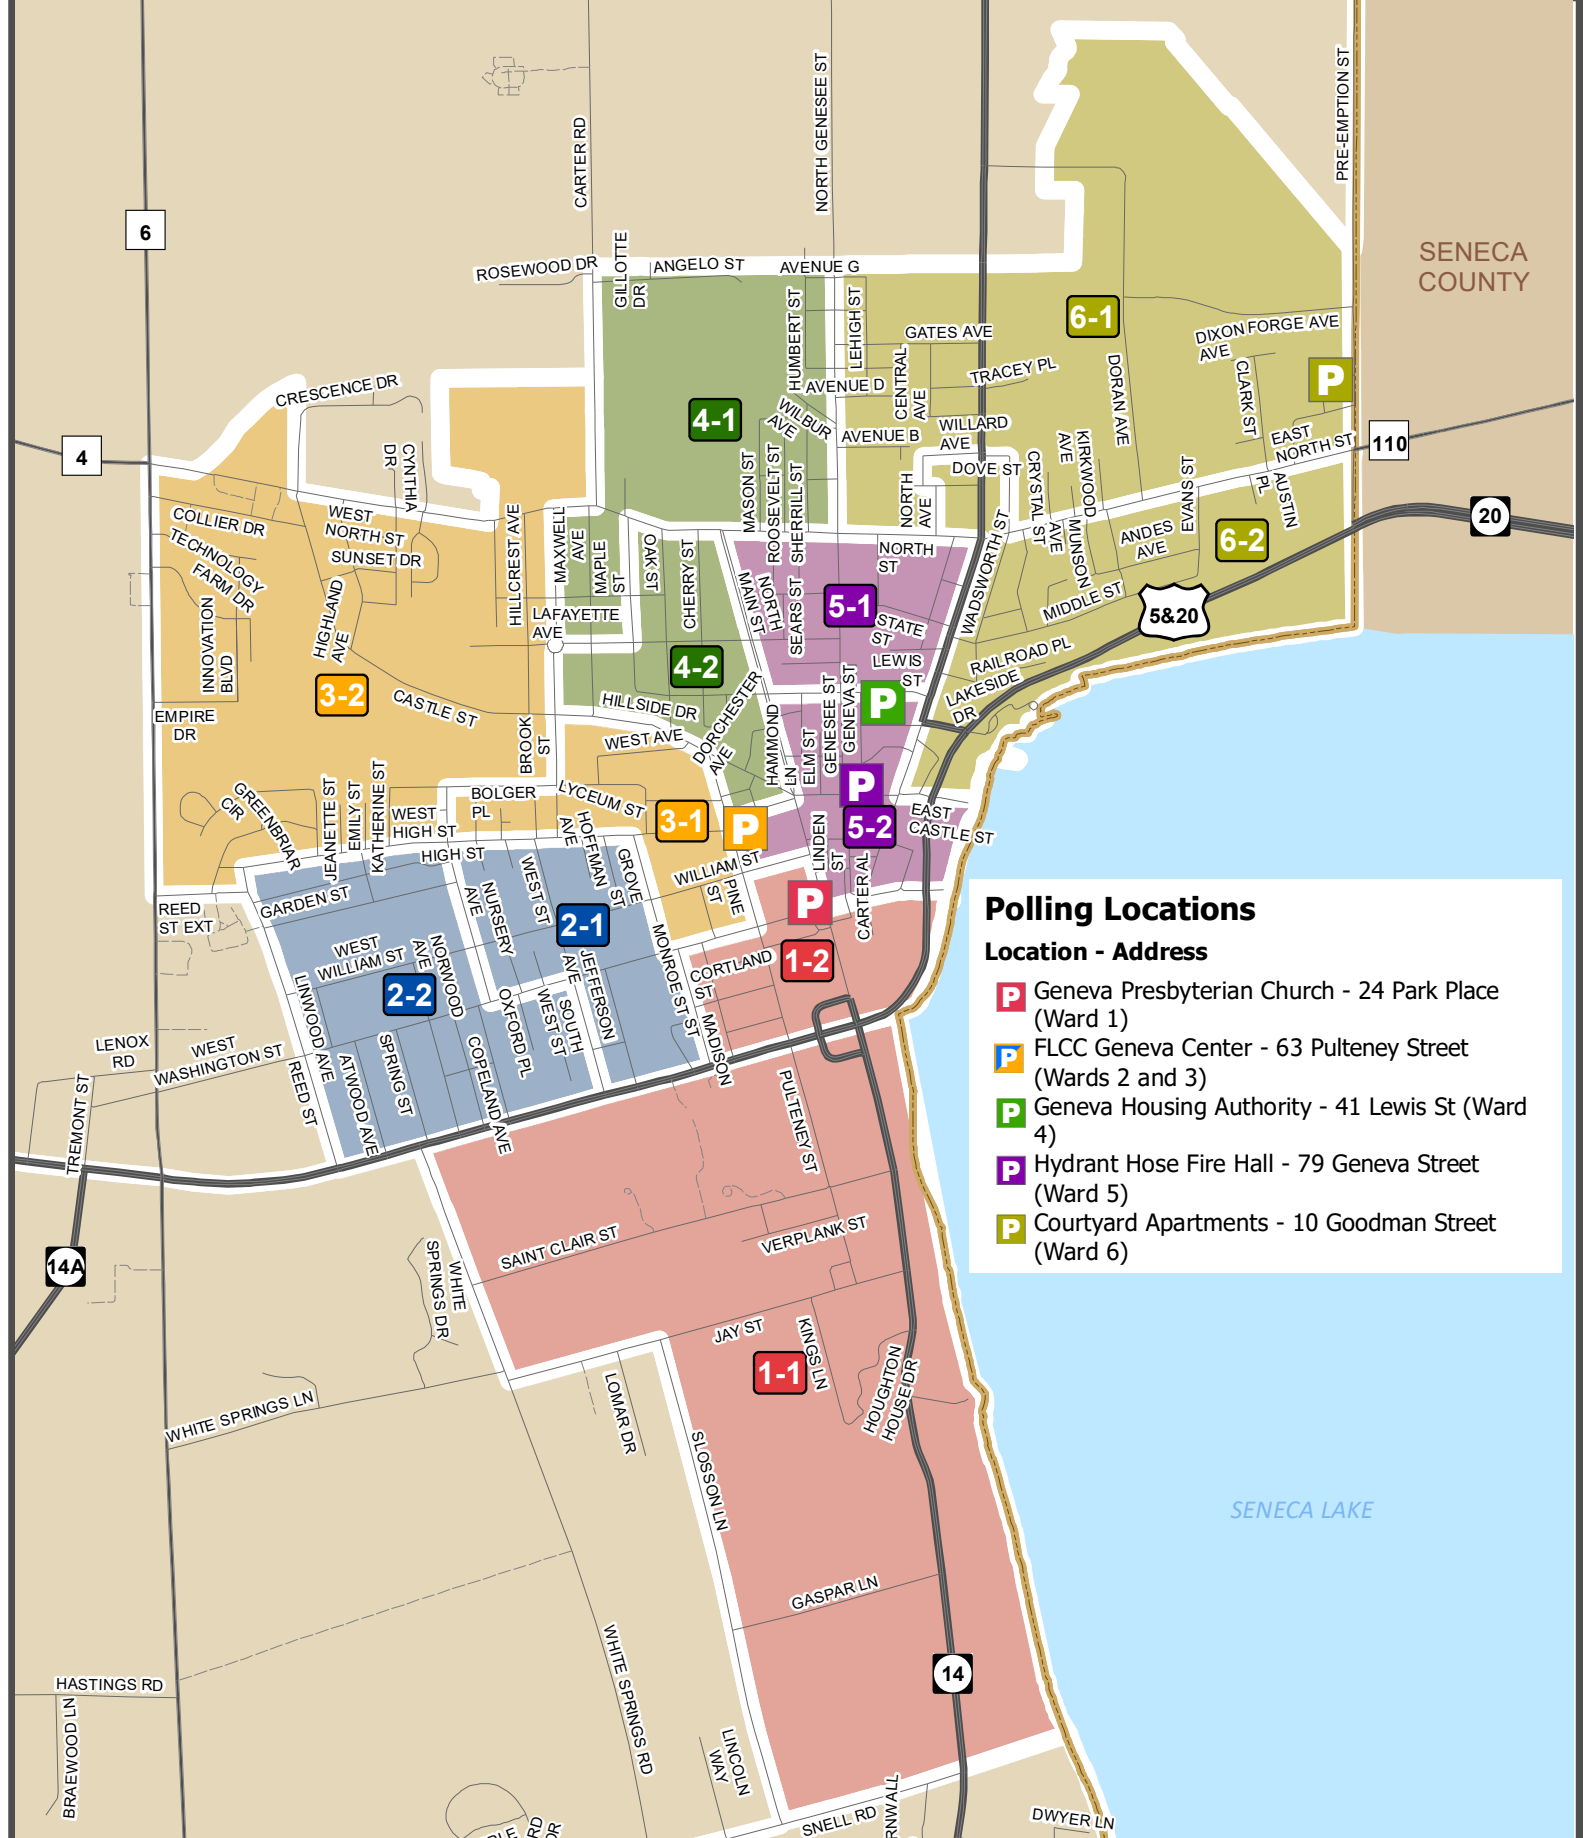 PRE-EMPTION ST
NORTH GENESEE ST
CARTER RD
6
SENECA
COUNTY
GILLOTTE
DR
ROSEWOOD DR
ANGELO ST
AVENUE G
HUMBERT ST
LEHIGH ST
6-1
GATES AVE
DIXON FORGE AVE
AVE
CLARK ST
P
TRACEY PL
CENTRAL
AVE
DORAN AVE
AVENUE D
CRESCENCE DR
4-1
WILBUR
AVE
WILLARD
AVE
AVENUE B
EAST
NORTH ST
110
4
CYNTHIA
DR
DOVE ST
CRYSTAL ST
KIRKWOOD
AVE
MASON ST
ROOSEVELT ST
SHERRILL ST
NORTH
AVE
EVANS ST
AUSTIN
PL
20
COLLIER DR
WEST
NORTH ST
SUNSET DR
HILLCREST AVE
MAXWELL
AVE
MAPLE
ST
OAK ST
CHERRY ST
NORTH
ST
WADSWORTH ST
MUNSON
AVE
ANDES
AVE
6-2
TECHNOLOGY
FARM DR
NORTH
MAIN ST
SEARS ST
5-1
STATE
ST
MIDDLE ST
5&20
INNOVATION
BLVD
HIGHLAND
AVE
LAFAYETTE
AVE
LEWIS
ST
RAILROAD PL
4-2
3-2
CASTLE ST
HILLSIDE DR
DORCHESTER
AVE
GENESEE ST
GENEVA ST
P
LAKESIDE
DR
EMPIRE
DR
BROOK
ST
WEST AVE
HAMMOND
LN
ELM ST
P
GREENBRIAR
CIR
JEANETTE ST
EMILY ST
KATHERINE ST
BOLGER
PL
LYCEUM ST
3-1
P
5-2
EAST
CASTLE ST
WEST
HIGH ST
HIGH ST
HOFFMAN
AVE
GROVE
ST
WILLIAM ST
LINDEN
ST
PINE
ST
CARTER AL
P
REED
ST EXT
GARDEN ST
NURSERY
AVE
WEST ST
2-1
WEST
WILLIAM ST
NORWOOD
AVE
JEFFERSON
AVE
MONROE ST
CORTLAND
ST
1-2
2-2
LINWOOD AVE
OXFORD PL
SOUTH
WEST ST
MADISON
ST
LENOX
RD
WEST
WASHINGTON ST
REED ST
ATWOOD AVE
SPRING ST
COPELAND AVE
TREMONT ST
PULTENEY ST
Polling Locations
Location - Address
P Geneva Presbyterian Church - 24 Park Place
(Ward 1)
P FLCC Geneva Center - 63 Pulteney Street
(Wards 2 and 3)
P Geneva Housing Authority - 41 Lewis St (Ward
4)
P Hydrant Hose Fire Hall - 79 Geneva Street
(Ward 5)
P Courtyard Apartments - 10 Goodman Street
(Ward 6)
14A
WHITE
SPRINGS DR
SAINT CLAIR ST
VERPLANK ST
JAY ST
KINGS LN
1-1
HOUGHTON
HOUSE DR
LOMAR DR
WHITE SPRINGS LN
SLOSSON LN
SENECA LAKE
GASPAR LN
WHITE SPRINGS RD
14
HASTINGS RD
BRAEWOOD LN
LINCOLN
WAY
SNELL RD
RNWALL
DWYER LN
RD
DR